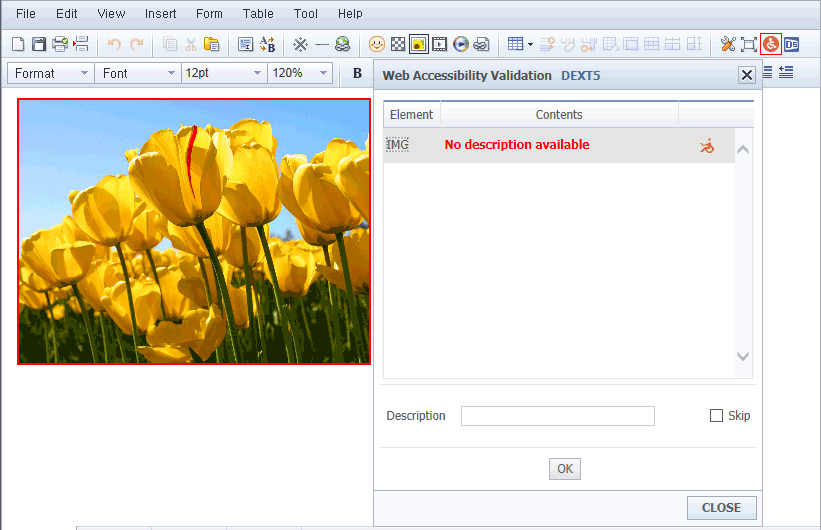 File Edit View Insert Form Table Tool Help
Format Font 12pt 120% B
Web Accessibility Validation DEXT5
Element Contents
IMG No description available
Description Skip
OK
CLOSE